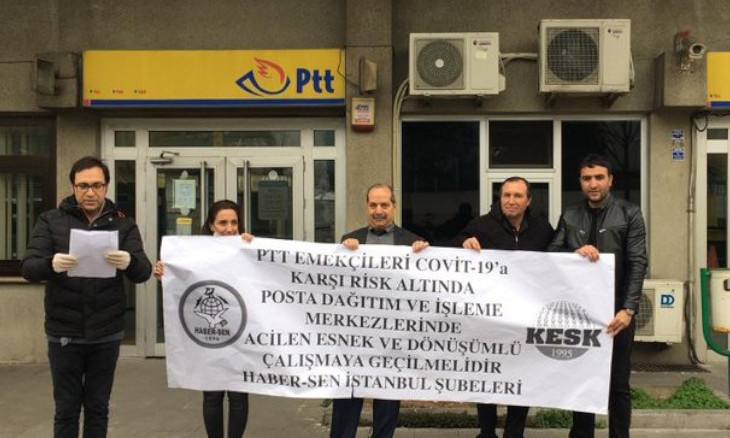 Ptt
PTT EMEKÇİLERİ COVİT-19'a
KARŞI RİSK ALTINDA
POSTA DAĞITIM VE İŞLEME
MERKEZLERİNDE
ACİLEN ESNEK VE DÖNÜŞÜMLÜ
ÇALIŞMAYA GEÇİLMELİDİR
HABER-SEN İSTANBUL ŞUBELERİ
HABER-SEN
1996
KESK
1995